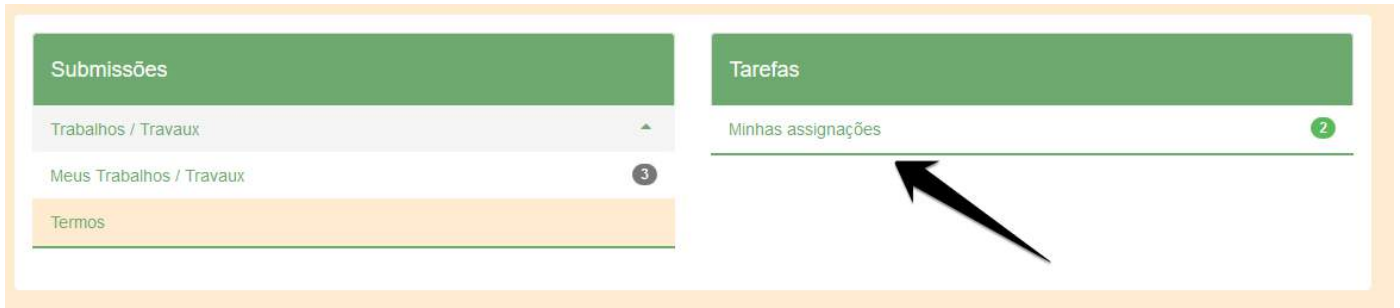 Submissões
Trabalhos / Travaux
Meus Trabalhos / Travaux 3
Termos
Tarefas
Minhas assignações 2